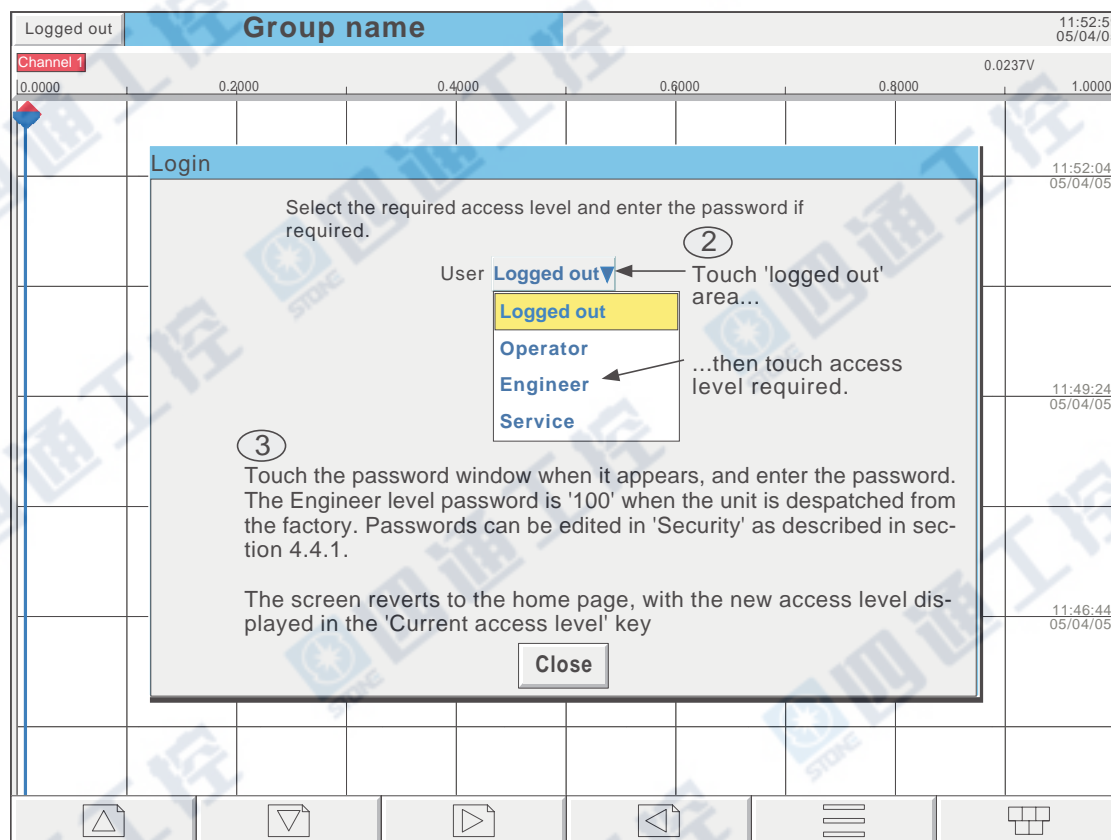 Logged out
Group name
11:52:5
05/04/0
Channel 1
0.0237V
0.0000
0.2000
0.4000
0.6000
0.8000
1.0000
Login
11:52:04
05/04/05
Select the required access level and enter the password if
required.
2
User Logged out
Touch 'logged out'
area...
Logged out
Operator
Engineer
Service
...then touch access
level required.
11:49:24
05/04/05
3
Touch the password window when it appears, and enter the password.
The Engineer level password is '100' when the unit is despatched from
the factory. Passwords can be edited in 'Security' as described in sec-
tion 4.4.1.
The screen reverts to the home page, with the new access level dis-
played in the 'Current access level' key
11:46:44
05/04/05
Close
四通工控
STONE